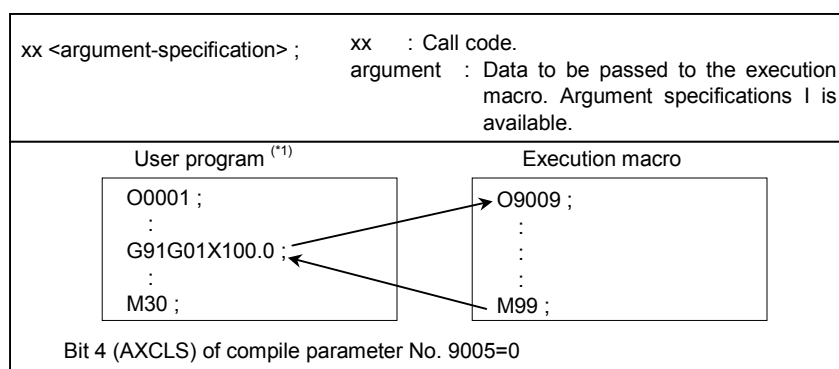 xx <argument-specification> ;
xx : Call code.
argument : Data to be passed to the execution
macro. Argument specifications I is
available.
User program (*1)
O0001 ;
:
G91G01X100.0 ;
:
M30 ;
Execution macro
O9009 ;
:
:
:
M99 ;
Bit 4 (AXCLS) of compile parameter No. 9005=0